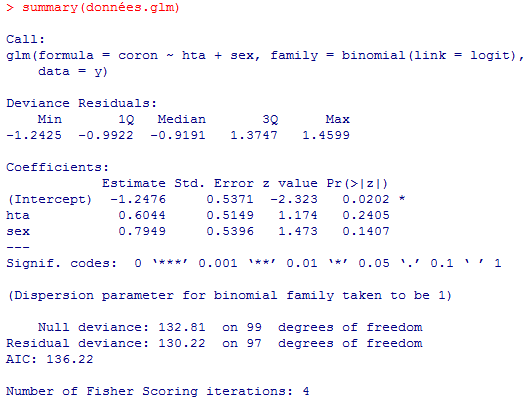 > summary(données.glm)
Call:
glm(formula = coron ~ hta + sex, family = binomial(link = logit),
    data = y)
Deviance Residuals:
    Min       1Q   Median       3Q      Max
-1.2425  -0.9922  -0.9191   1.3747   1.4599
Coefficients:
            Estimate Std. Error z value Pr(>|z|)
(Intercept)  -1.2476     0.5371  -2.323   0.0202 *
hta           0.6044     0.5149   1.174   0.2405
sex           0.7949     0.5396   1.473   0.1407
---
Signif. codes:  0 ‘***’ 0.001 ‘**’ 0.01 ‘*’ 0.05 ‘.’ 0.1 ‘ ’ 1
(Dispersion parameter for binomial family taken to be 1)
    Null deviance: 132.81  on 99  degrees of freedom
Residual deviance: 130.22  on 97  degrees of freedom
AIC: 136.22
Number of Fisher Scoring iterations: 4